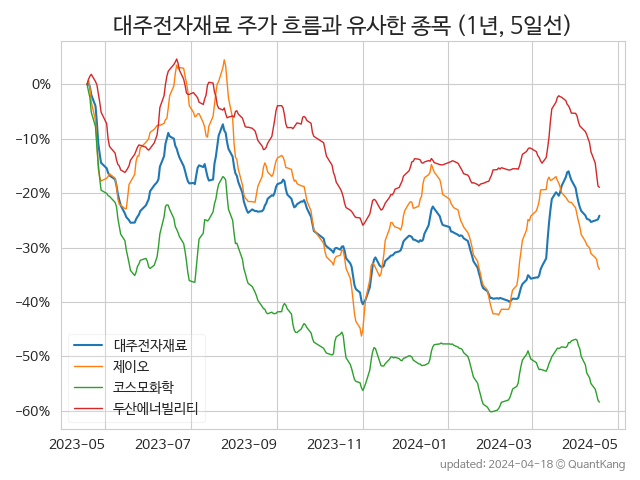 대주전자재료 주가 흐름과 유사한 종목 (1년, 5일선)
0%
−10%
−20%
−30%
−40%
−50%
−60%
대주전자재료
제이오
코스모화학
두산에너빌리티
2023-05 2023-07 2023-09 2023-11 2024-01 2024-03 2024-05
updated: 2024-04-18 © QuantKang